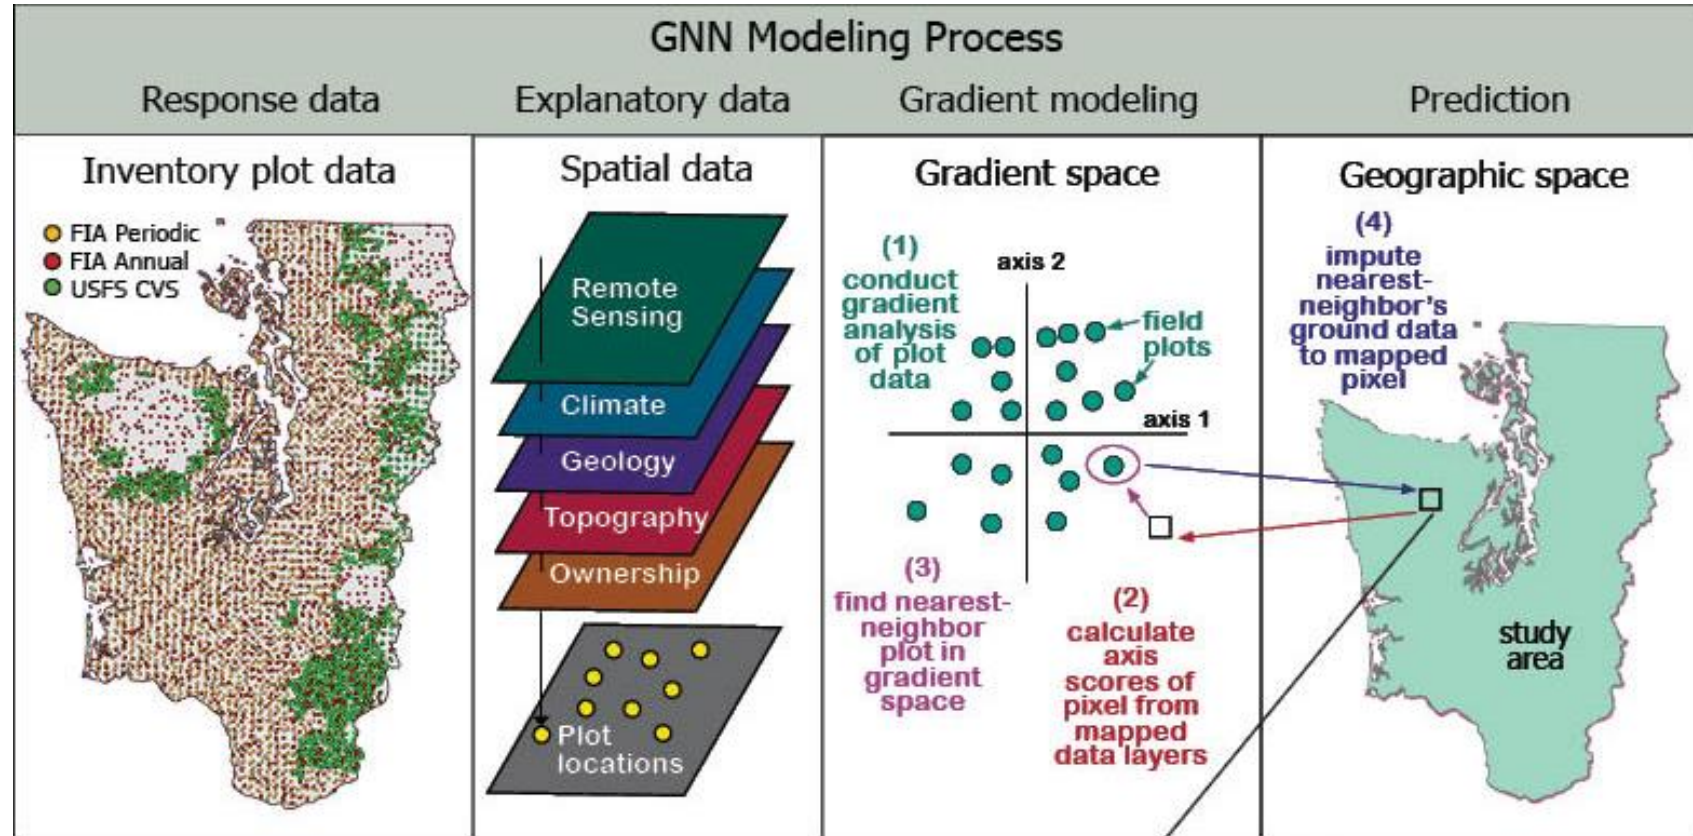 GNN Modeling Process
Response data
Explanatory data
Gradient modeling
Prediction
Inventory plot data
FIA Periodic
FIA Annual
USFS CVS
Spatial data
Remote
Sensing
Climate
Geology
Topography
Ownership
Plot
locations
Gradient space
(1)
conduct
gradient
analysis
of plot
data
axis 2
field
plots
axis 1
(3)
find nearest-
neighbor
plot in
gradient
space
(2)
calculate
axis
scores of
pixel from
mapped
data layers
Geographic space
(4)
impute
nearest-
neighbor's
ground data
to mapped
pixel
study
area